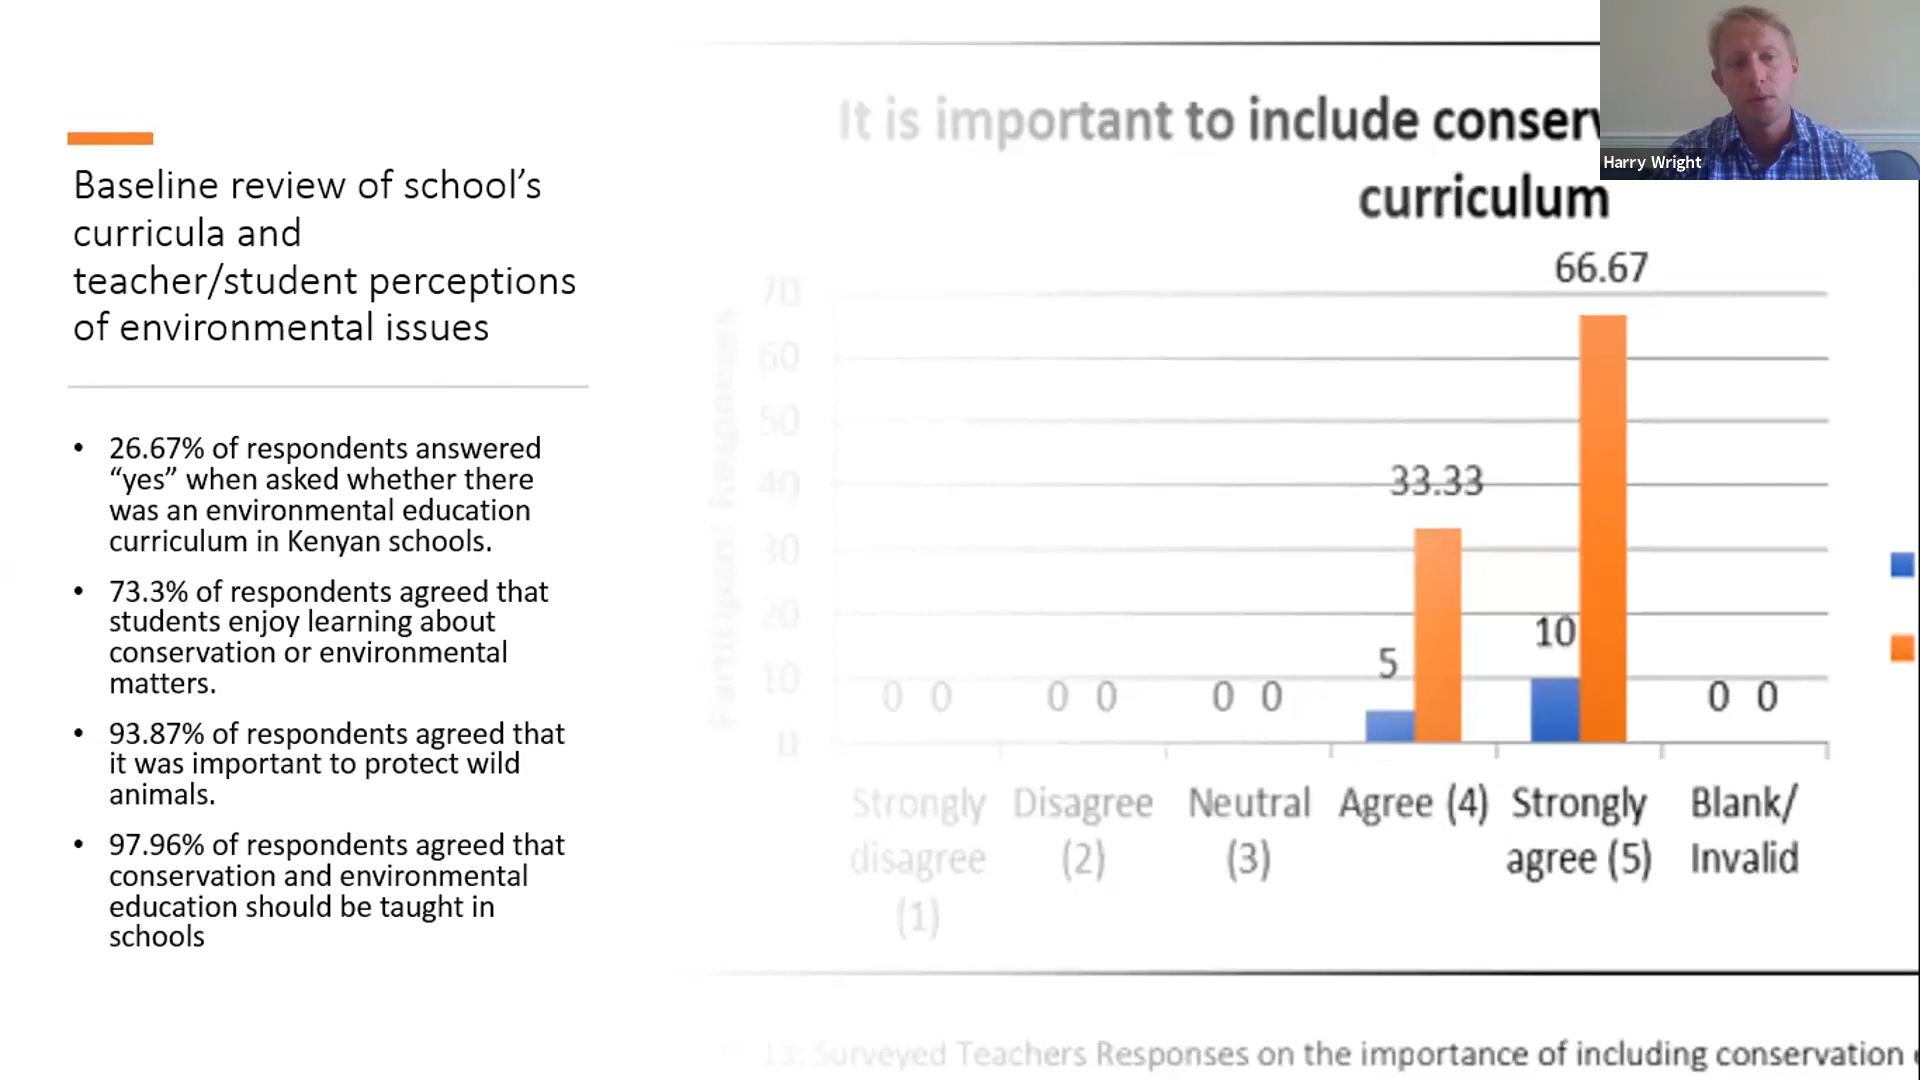 Baseline review of school’s
curricula and
teacher/student perceptions
of environmental issues
• 26.67% of respondents answered
“yes” when asked whether there
was an environmental education
curriculum in Kenyan schools.
• 73.3% of respondents agreed that
students enjoy learning about
conservation or environmental
matters.
• 93.87% of respondents agreed that
it was important to protect wild
animals.
• 97.96% of respondents agreed that
conservation and environmental
education should be taught in
schools
It is important to include
curriculum
Harry Wright
Participant Responses
70
60
50
40
30
20
10
0
0 0
0 0
0 0
5 33.33
10 66.67
0 0
Strongly
disagree
(1)
Disagree
(2)
Neutral
(3)
Agree (4)
Strongly
agree (5)
Blank/
Invalid
13: Surveyed Teachers Responses on the importance of including conservation